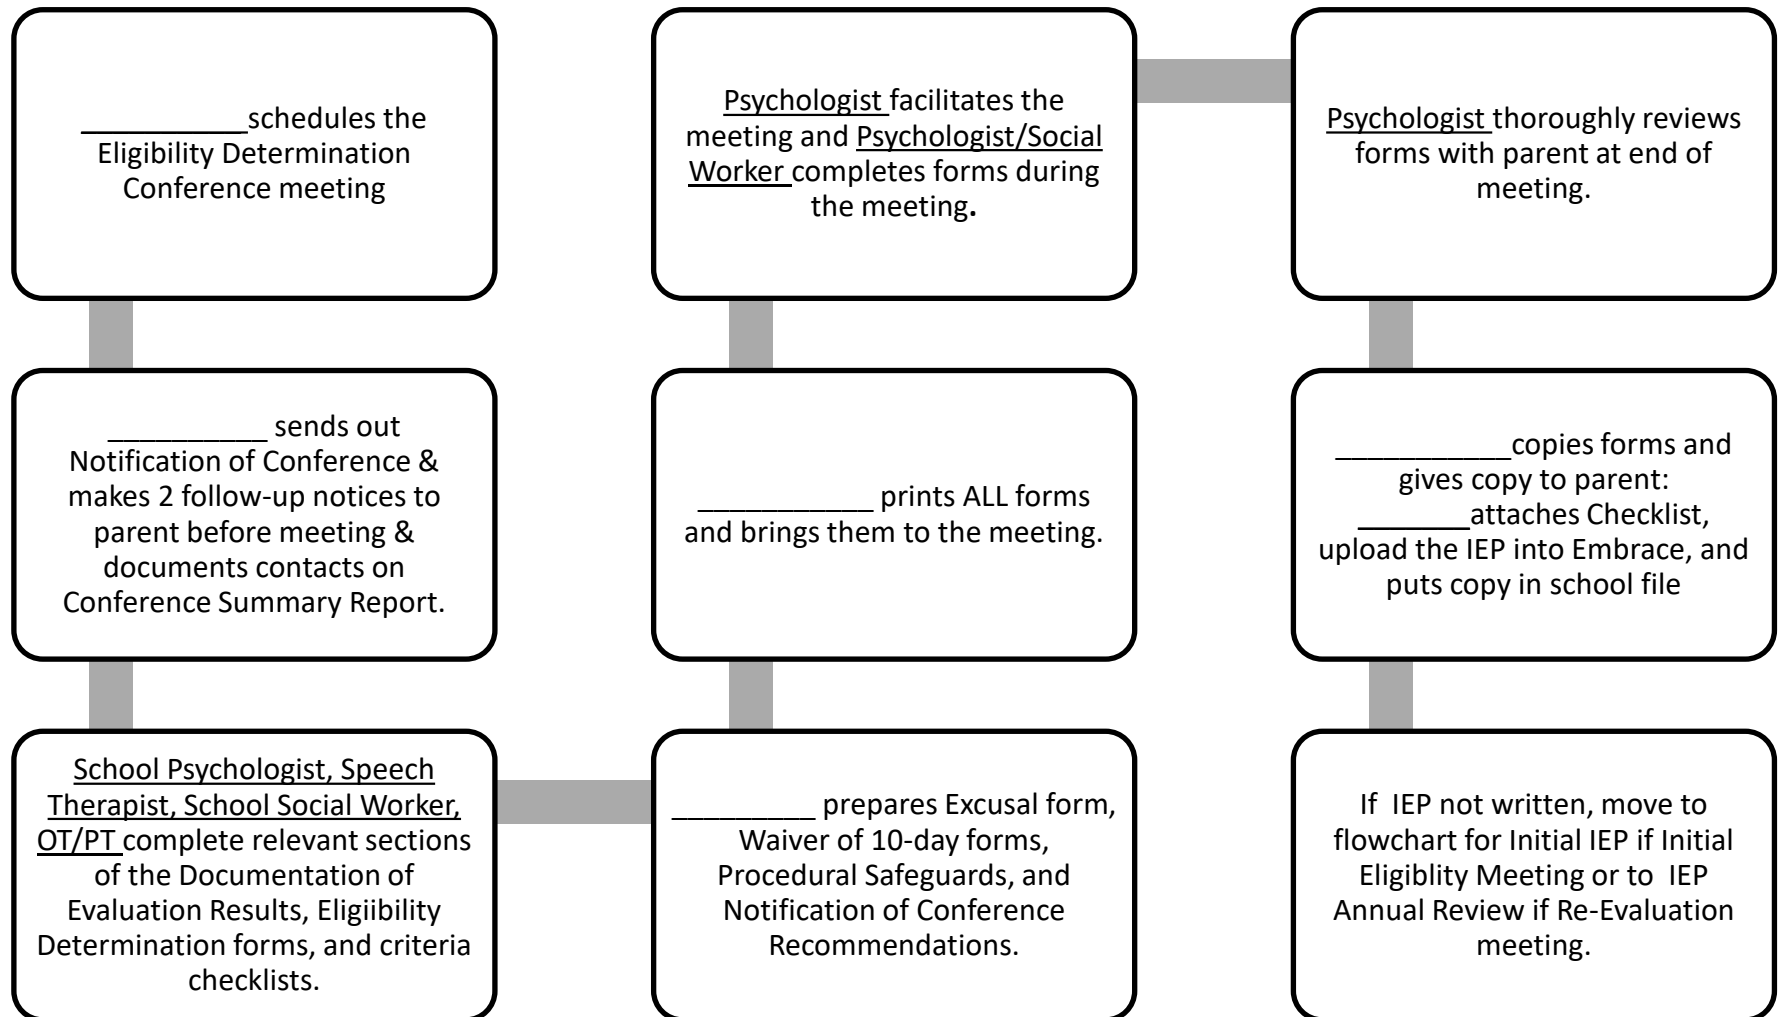 __________schedules the
Eligibility Determination
Conference meeting
__________ sends out
Notification of Conference &
makes 2 follow-up notices to
parent before meeting &
documents contacts on
Conference Summary Report.
School Psychologist, Speech
Therapist, School Social Worker,
OT/PT complete relevant sections
of the Documentation of
Evaluation Results, Eligiibility
Determination forms, and criteria
checklists.
_________ prepares Excusal form,
Waiver of 10-day forms,
Procedural Safeguards, and
Notification of Conference
Recommendations.
___________ prints ALL forms
and brings them to the meeting.
Psychologist facilitates the
meeting and Psychologist/Social
Worker completes forms during
the meeting.
Psychologist thoroughly reviews
forms with parent at end of
meeting.
___________copies forms and
gives copy to parent:
_______attaches Checklist,
upload the IEP into Embrace, and
puts copy in school file
If IEP not written, move to
flowchart for Initial IEP if Initial
Eligiblity Meeting or to IEP
Annual Review if Re-Evaluation
meeting.